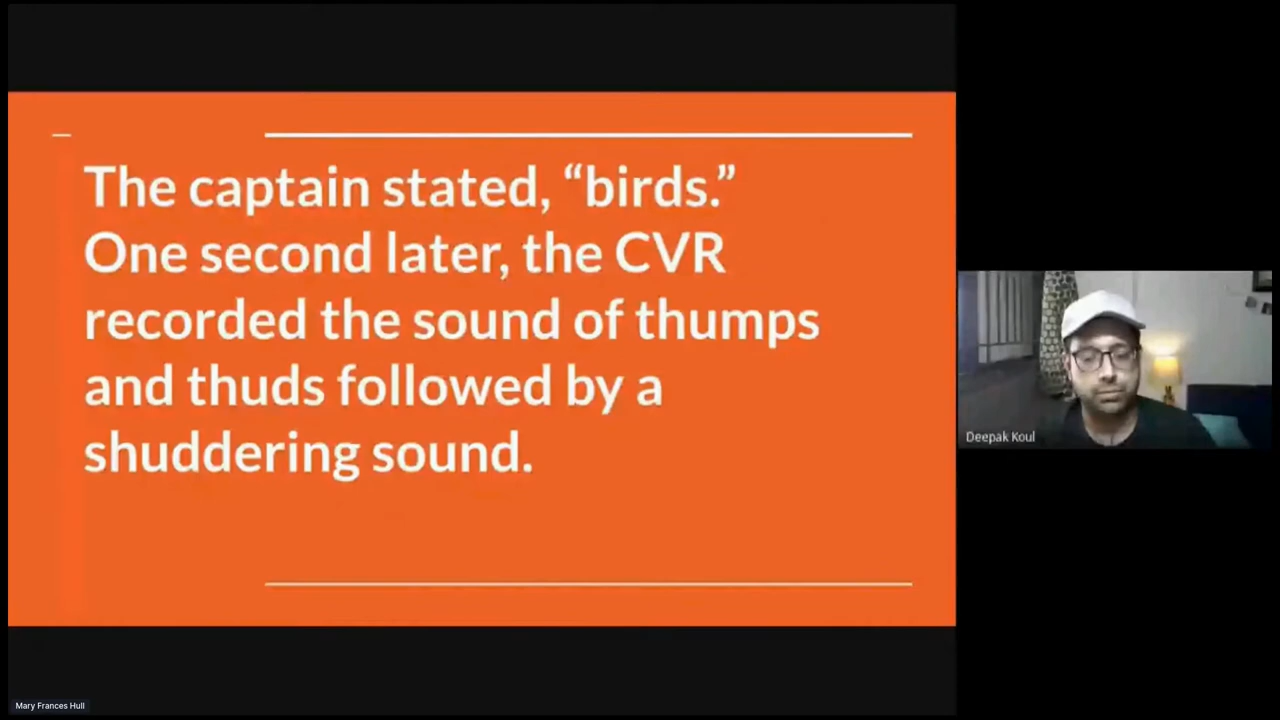 The captain stated, “birds.”
One second later, the CVR
recorded the sound of thumps
and thuds followed by a
shuddering sound.
Deepak Koul
Mary Frances Hull